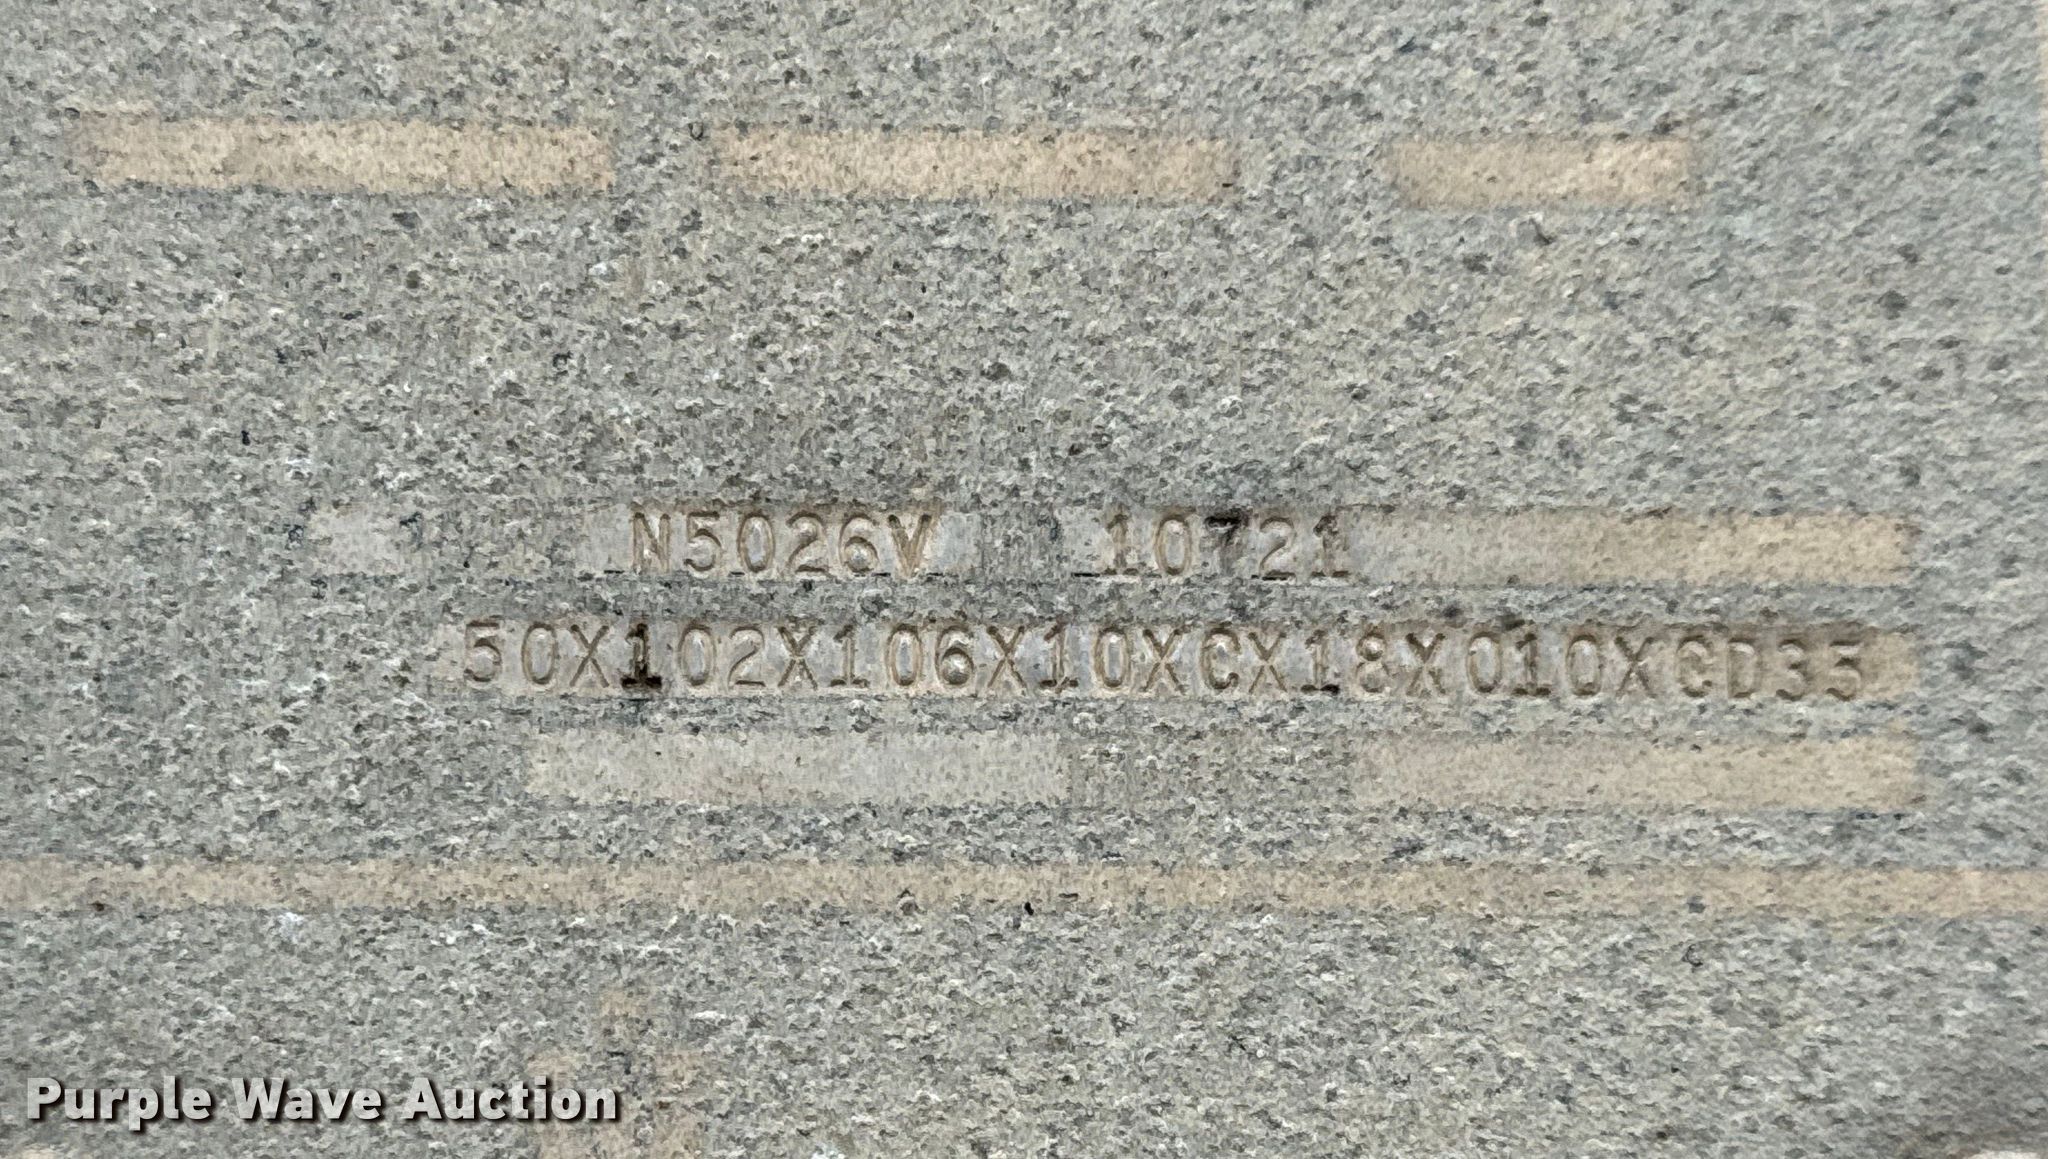 N5026V 10721
50X102X106X10XCX18X010XCD35
Purple Wave Auction